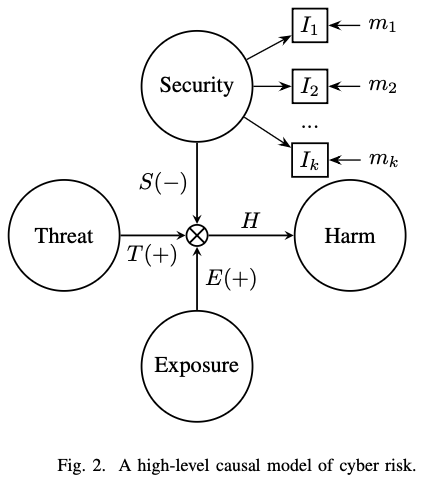 I₁ m₁
Security I₂ m₂
...
Iₖ mₖ
S(−)
Threat H Harm
T(+)
E(+)
Exposure
Fig. 2. A high-level causal model of cyber risk.